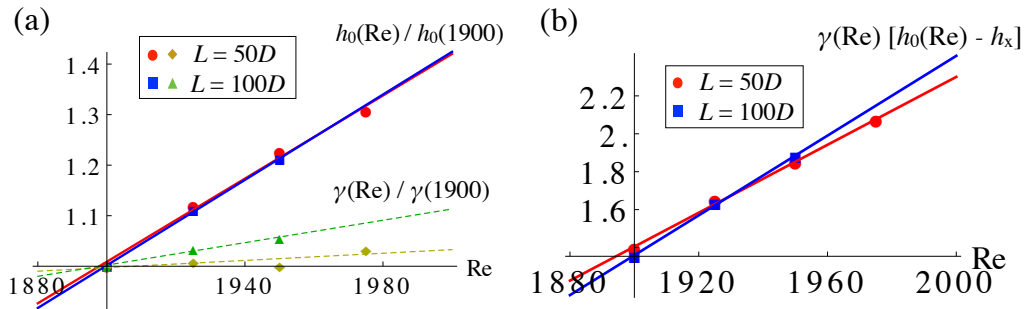 (a)
h₀(Re) / h₀(1900)
L = 50D
L = 100D
1.4
1.3
1.2
1.1
γ(Re) / γ(1900)
Re
1880
1940
1980
(b)
γ(Re) [h₀(Re) - hₓ]
L = 50D
L = 100D
2.2
2.
1.8
1.6
Re
1880
1920
1960
2000